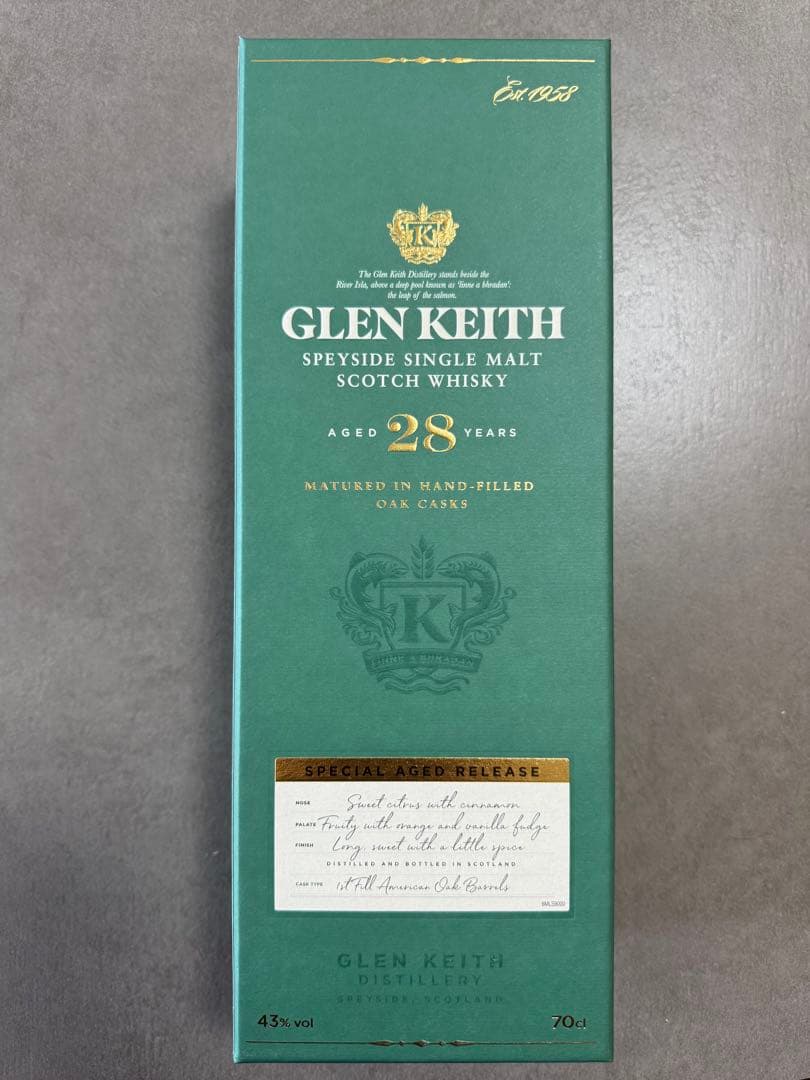 Est. 1958
K
The Glen Keith Distillery stands beside the
River Isla, above a deep pool known as 'linne a bhradan':
the leap of the salmon.
GLEN KEITH
SPEYSIDE SINGLE MALT
SCOTCH WHISKY
AGED 28 YEARS
MATURED IN HAND-FILLED
OAK CASKS
K
LINNE A BHRADAN
SPECIAL AGED RELEASE
NOSE Sweet citrus with cinnamon
PALATE Fruity with orange and vanilla fudge
FINISH Long, sweet with a little spice
DISTILLED AND BOTTLED IN SCOTLAND
CASK TYPE 1st Fill American Oak Barrels
GLEN KEITH
DISTILLERY
SPEYSIDE, SCOTLAND
43% vol
70cl